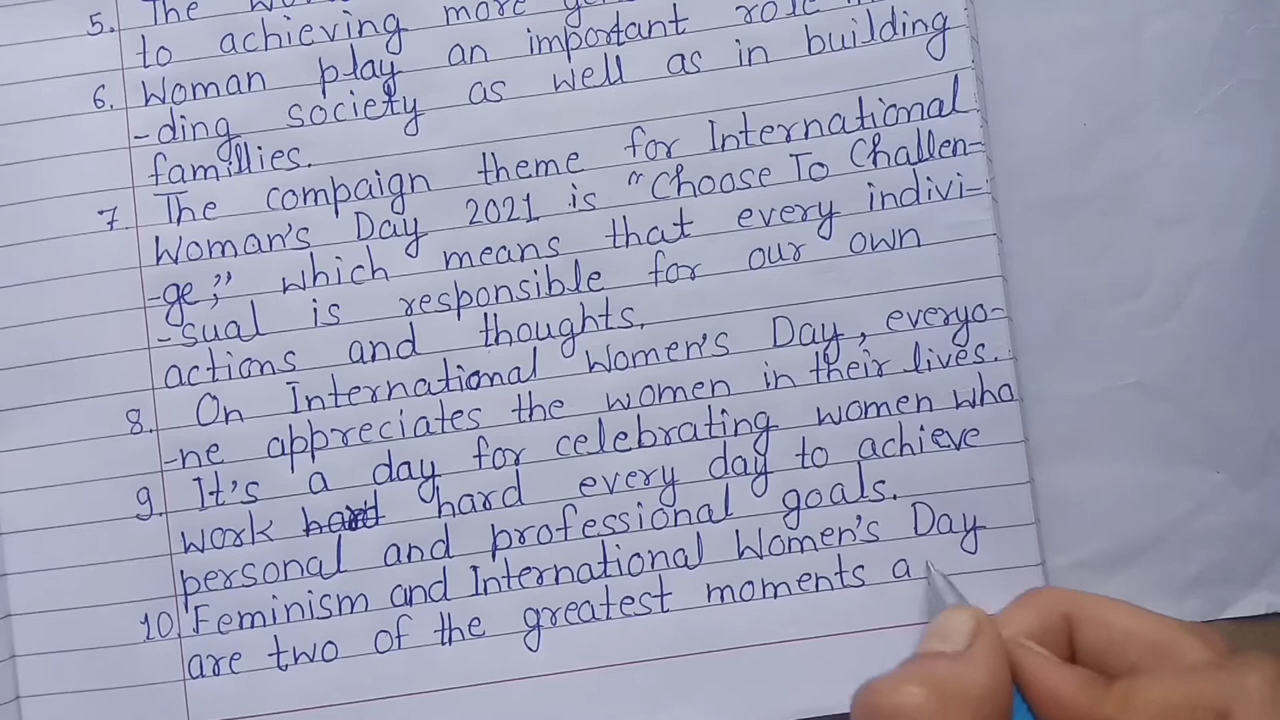 5. The
to achieving more
6. Woman play an important role
-ding society as well as in building
famillies.
7. The compaign theme for International
Woman's Day 2021 is "Choose To Challen-
-ge," which means that every indivi-
-sual is responsible for our own
actions and thoughts.
8. On International Women's Day, everyo-
-ne appreciates the women in their lives.
9. It's a day for celebrating women who
work hard every day to achieve
personal and professional goals.
10. Feminism and International Women's Day
are two of the greatest moments a